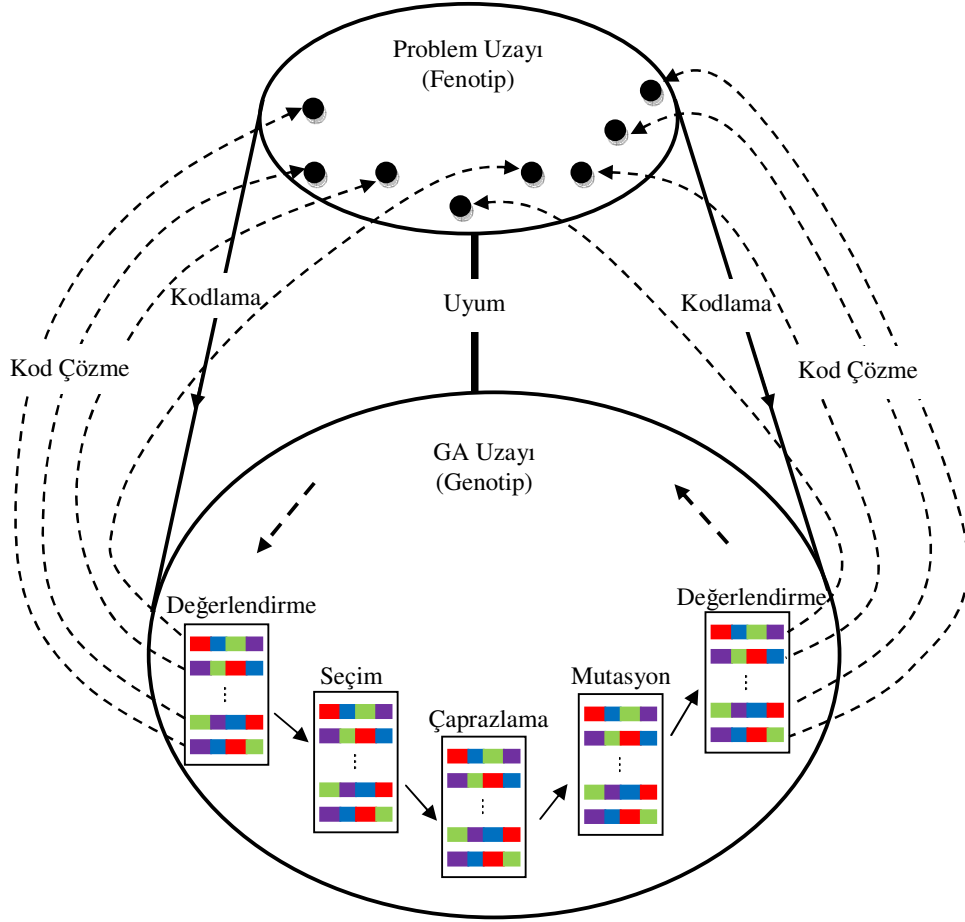 Problem Uzayı
(Fenotip)
Kodlama
Uyum
Kodlama
Kod Çözme
Kod Çözme
GA Uzayı
(Genotip)
Değerlendirme
Değerlendirme
Seçim
Mutasyon
Çaprazlama